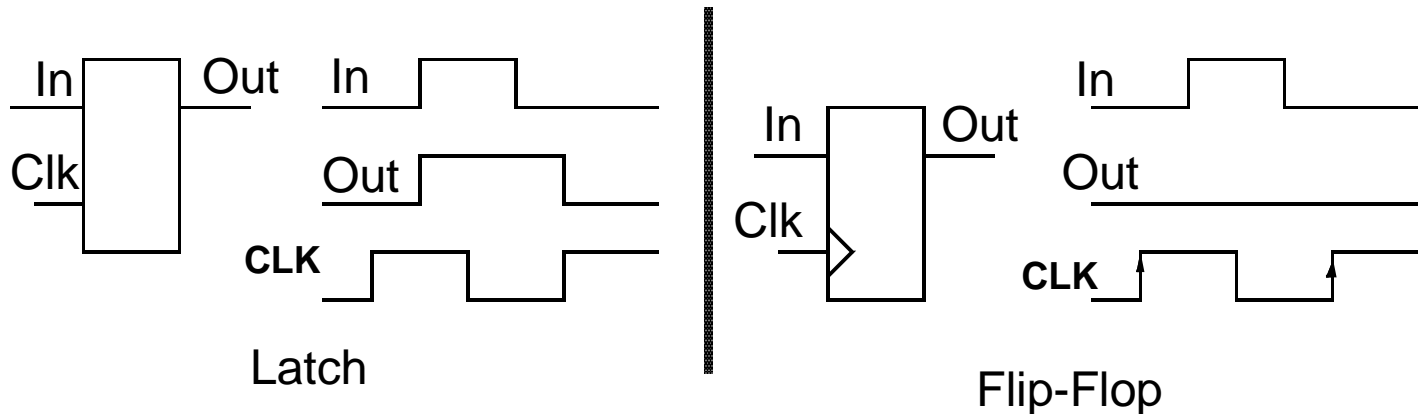 In
Out
Clk
In
Out
CLK
Latch
In
Out
Clk
In
Out
CLK
Flip-Flop